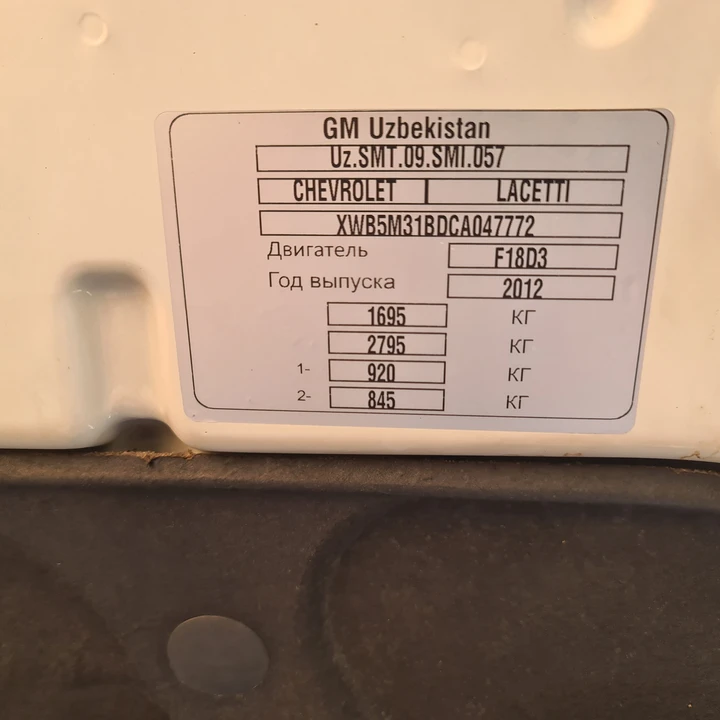 GM Uzbekistan
Uz.SMT.09.SMI.057
CHEVROLET LACETTI
XWB5M31BDCA047772
Двигатель F18D3
Год выпуска 2012
1695 КГ
2795 КГ
1- 920 КГ
2- 845 КГ